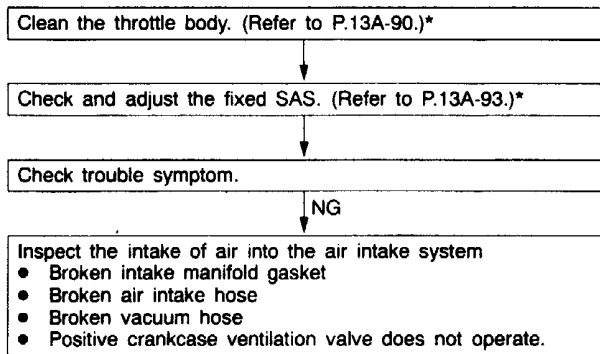 Clean the throttle body. (Refer to P.13A-90.)*
Check and adjust the fixed SAS. (Refer to P.13A-93.)*
Check trouble symptom.
NG
Inspect the intake of air into the air intake system
● Broken intake manifold gasket
● Broken air intake hose
● Broken vacuum hose
● Positive crankcase ventilation valve does not operate.